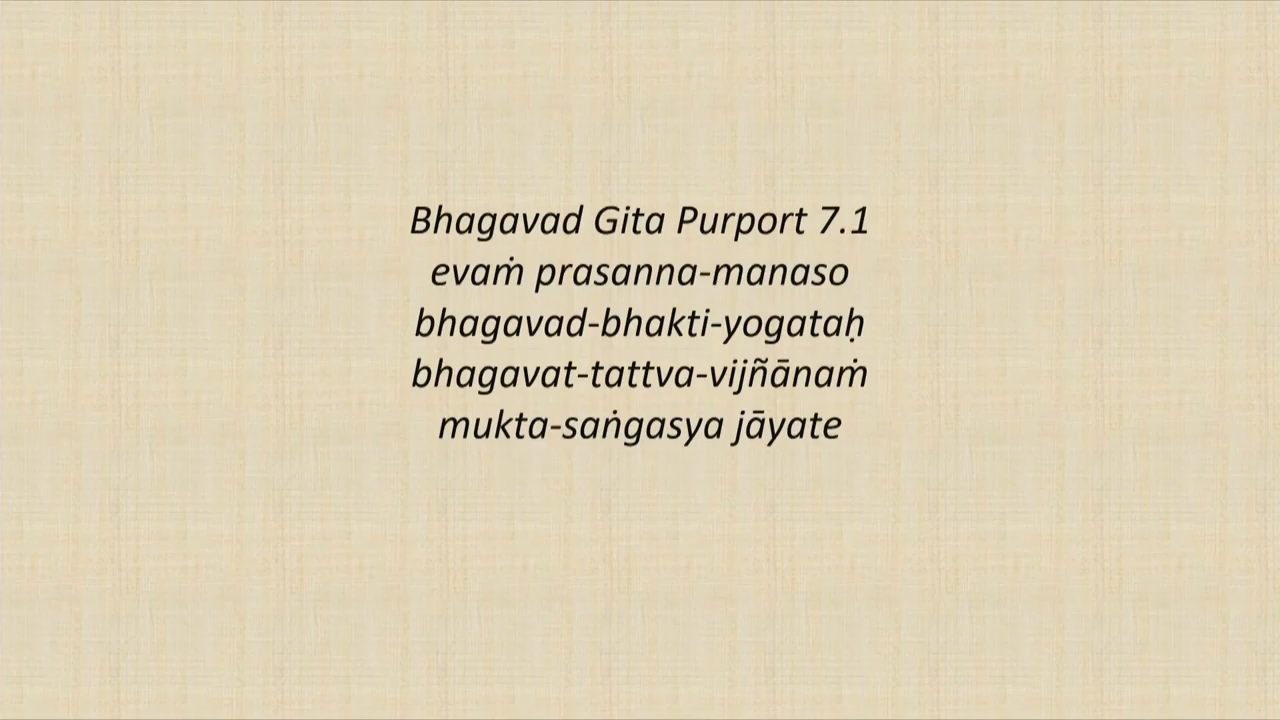 Bhagavad Gita Purport 7.1
evaṁ prasanna-manaso
bhagavad-bhakti-yogataḥ
bhagavat-tattva-vijñānaṁ
mukta-saṅgasya jāyate